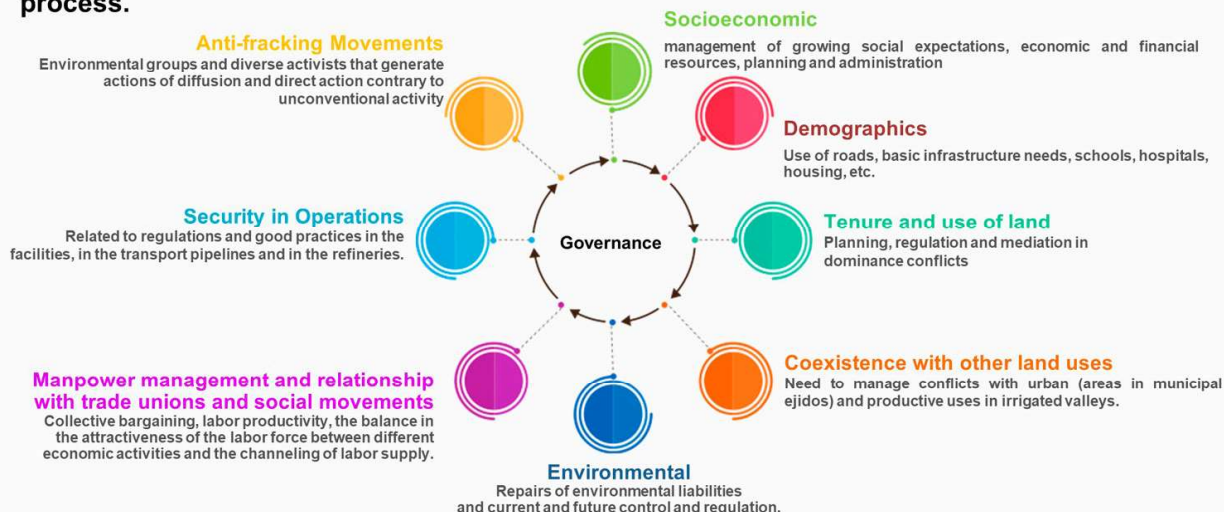 process.
Socioeconomic
management of growing social expectations, economic and financial
resources, planning and administration
Anti-fracking Movements
Environmental groups and diverse activists that generate
actions of diffusion and direct action contrary to
unconventional activity
Demographics
Use of roads, basic infrastructure needs, schools, hospitals,
housing, etc.
Security in Operations
Related to regulations and good practices in the
facilities, in the transport pipelines and in the refineries.
Governance
Tenure and use of land
Planning, regulation and mediation in
dominance conflicts
Manpower management and relationship
with trade unions and social movements
Collective bargaining, labor productivity, the balance in
the attractiveness of the labor force between different
economic activities and the channeling of labor supply.
Coexistence with other land uses
Need to manage conflicts with urban (areas in municipal
ejidos) and productive uses in irrigated valleys.
Environmental
Repairs of environmental liabilities
and current and future control and regulation.